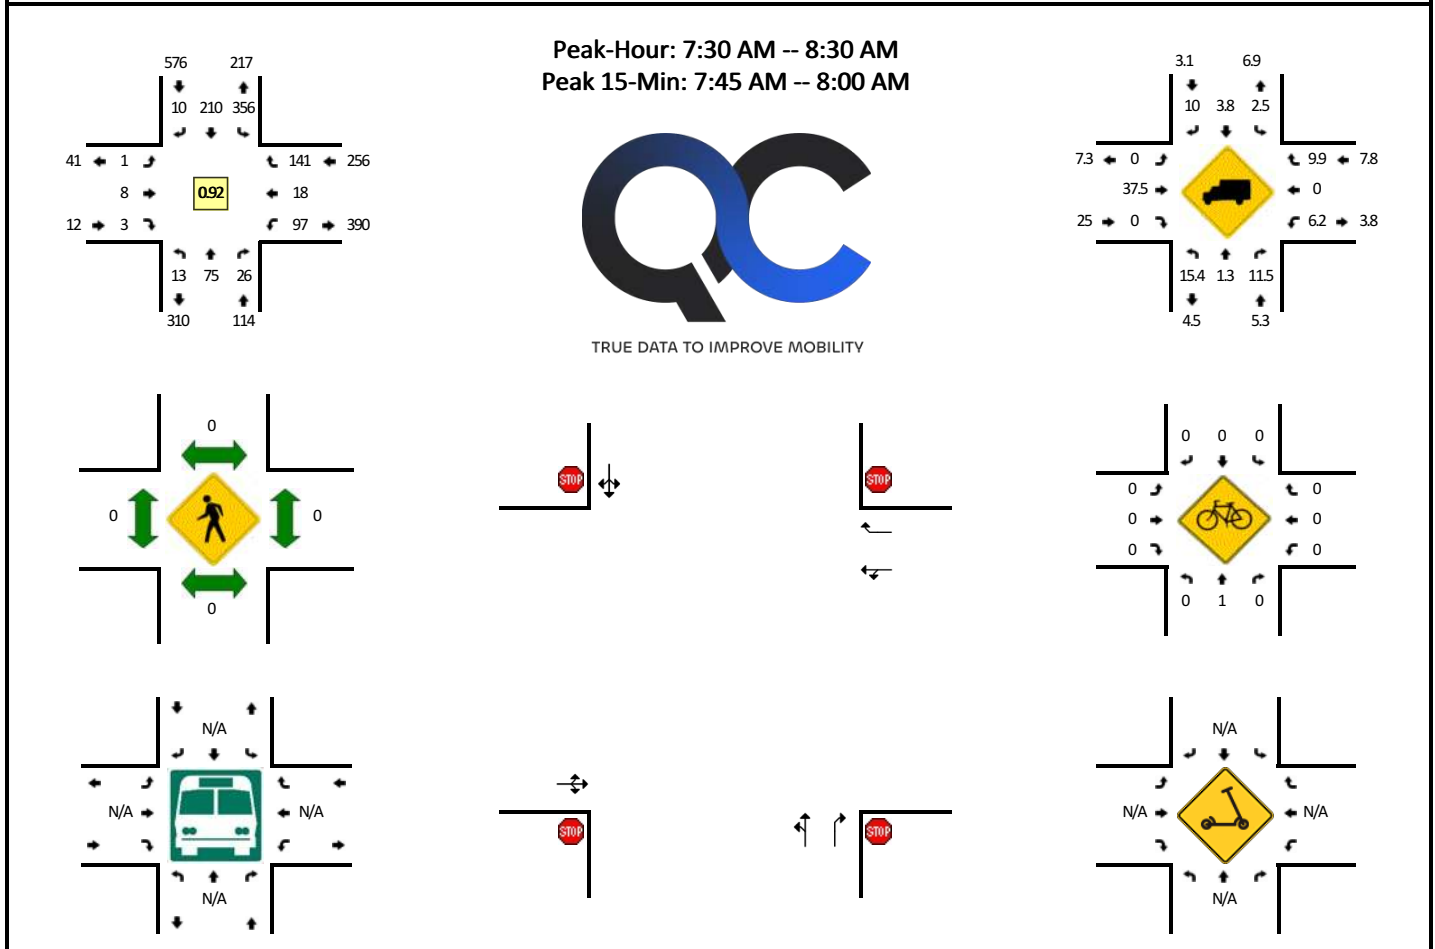 Peak-Hour: 7:30 AM -- 8:30 AM
Peak 15-Min: 7:45 AM -- 8:00 AM
576 217
10 210 356
41 1 141 256
8 0.92 18
12 3 97 390
13 75 26
310 114
TRUE DATA TO IMPROVE MOBILITY
3.1 6.9
10 3.8 2.5
7.3 0 9.9 7.8
37.5 0
25 0 6.2 3.8
15.4 1.3 11.5
4.5 5.3
0
0 0
0
STOP STOP
STOP STOP
0 0 0
0 0
0 0
0 0
0 1 0
N/A
N/A N/A
N/A
N/A
N/A N/A
N/A